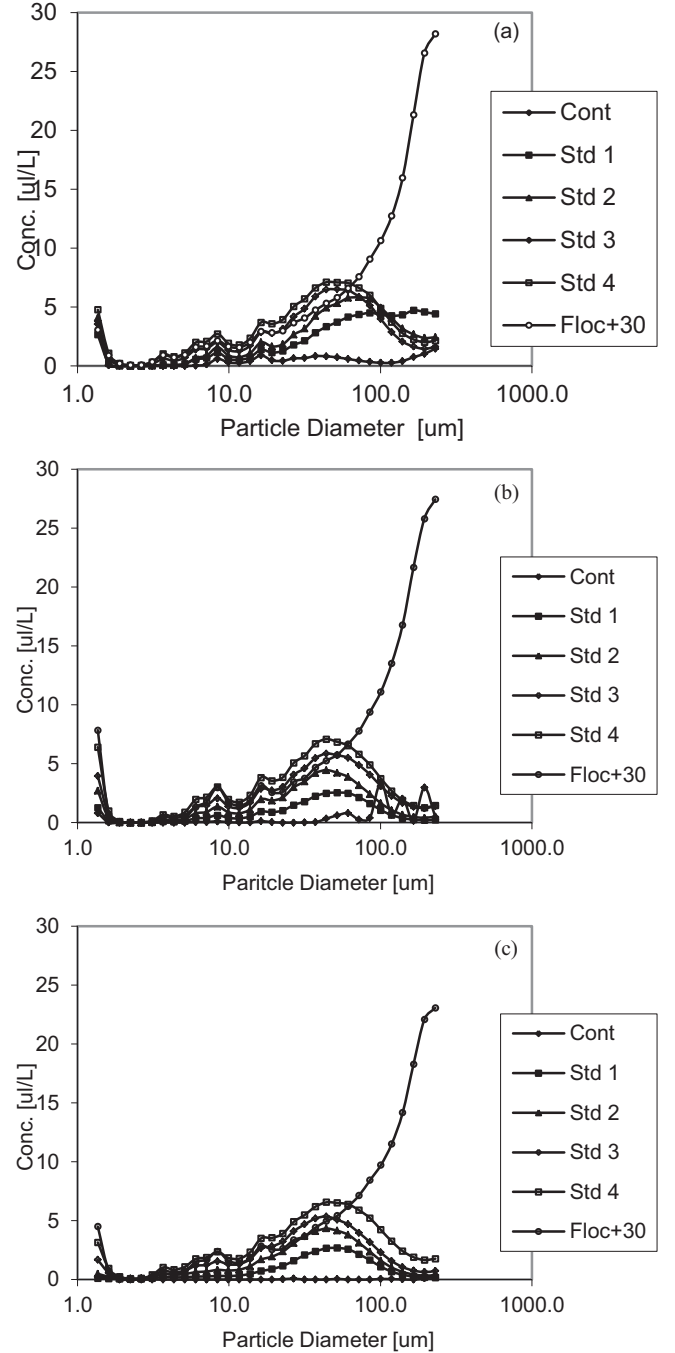 30
(a)
25
20
15
10
5
0
Conc. [ul/L]
Cont
Std 1
Std 2
Std 3
Std 4
Floc+30
1.0 10.0 100.0 1000.0
Particle Diameter [um]
30
(b)
25
20
15
10
5
0
Conc. [ul/L]
Cont
Std 1
Std 2
Std 3
Std 4
Floc+30
1.0 10.0 100.0 1000.0
Paritcle Diameter [um]
30
(c)
25
20
15
10
5
0
Conc. [ul/L]
Cont
Std 1
Std 2
Std 3
Std 4
Floc+30
1.0 10.0 100.0 1000.0
Particle Diameter [um]